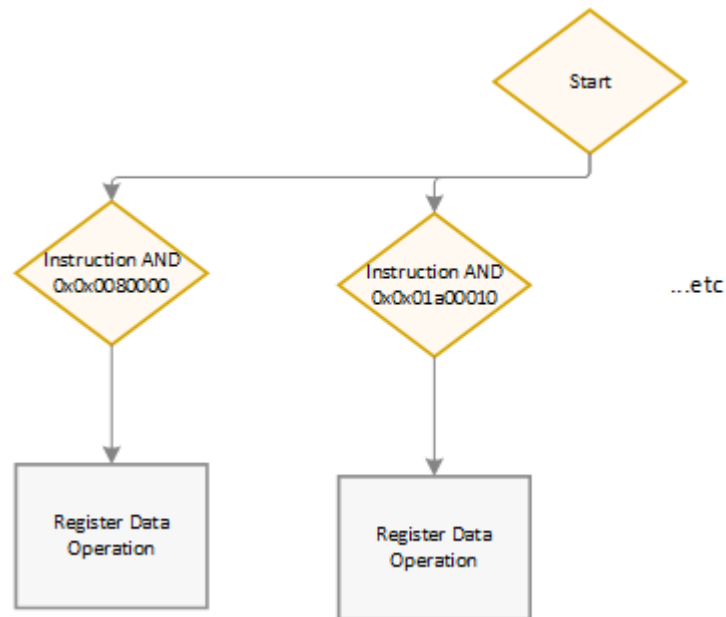 Start
Instruction AND
0x0x0080000
Instruction AND
0x0x01a00010
...etc
Register Data
Operation
Register Data
Operation